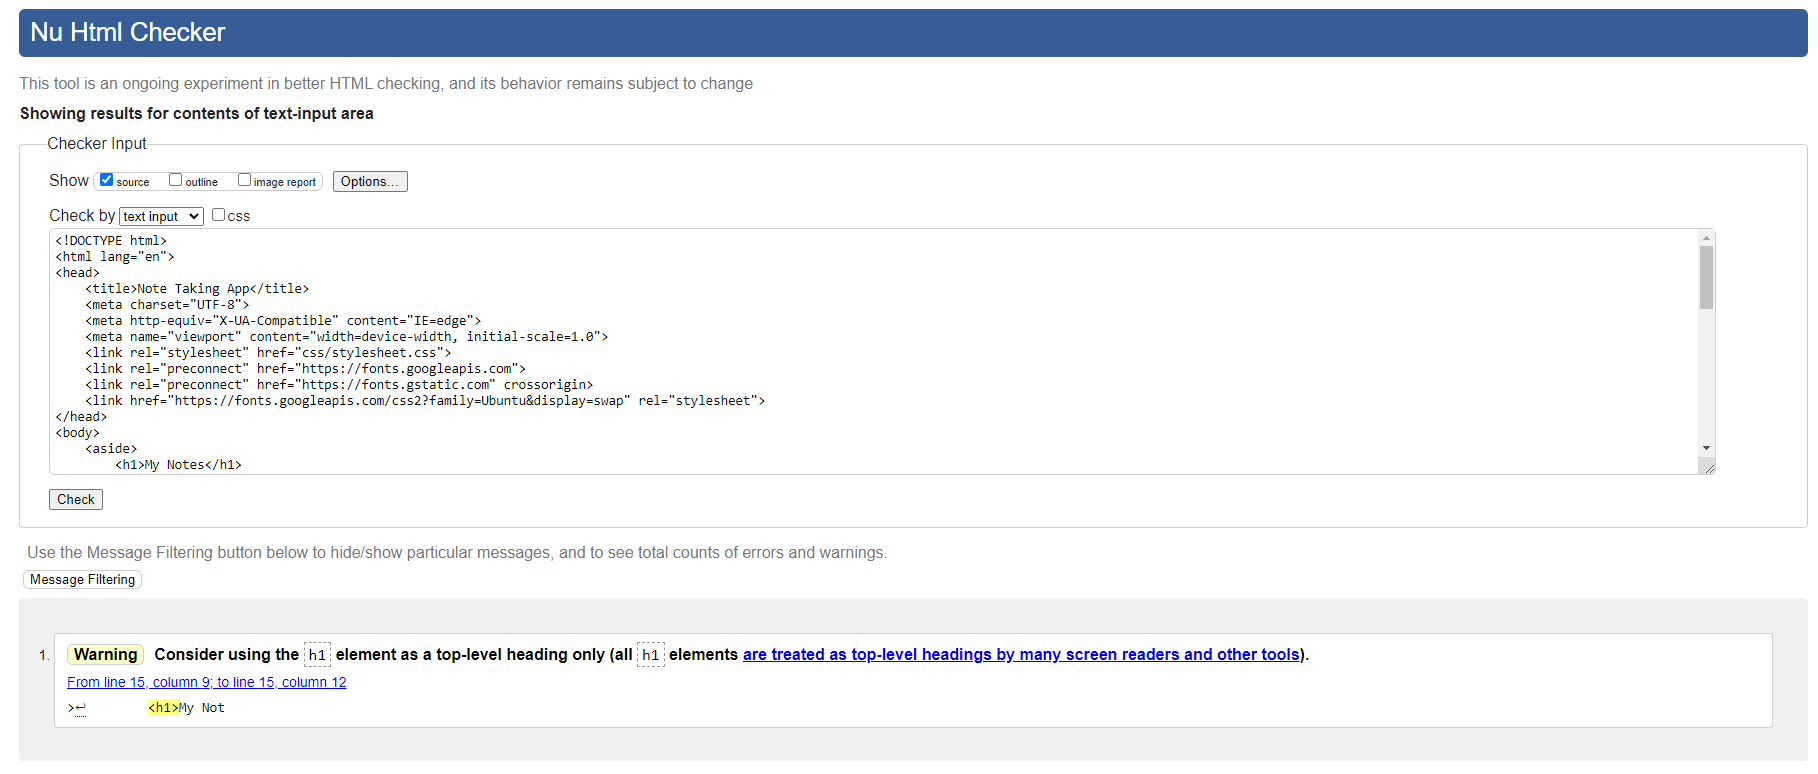 Nu Html Checker
This tool is an ongoing experiment in better HTML checking, and its behavior remains subject to change
Showing results for contents of text-input area
Checker Input
Show source outline image report Options...
Check by text input css
<!DOCTYPE html>
<html lang="en">
<head>
    <title>Note Taking App</title>
    <meta charset="UTF-8">
    <meta http-equiv="X-UA-Compatible" content="IE=edge">
    <meta name="viewport" content="width=device-width, initial-scale=1.0">
    <link rel="stylesheet" href="css/stylesheet.css">
    <link rel="preconnect" href="https://fonts.googleapis.com">
    <link rel="preconnect" href="https://fonts.gstatic.com" crossorigin>
    <link href="https://fonts.googleapis.com/css2?family=Ubuntu&display=swap" rel="stylesheet">
</head>
<body>
    <aside>
        <h1>My Notes</h1>
Check
Use the Message Filtering button below to hide/show particular messages, and to see total counts of errors and warnings.
Message Filtering
1. Warning Consider using the h1 element as a top-level heading only (all h1 elements are treated as top-level headings by many screen readers and other tools).
From line 15, column 9; to line 15, column 12
>↩        <h1>My Not